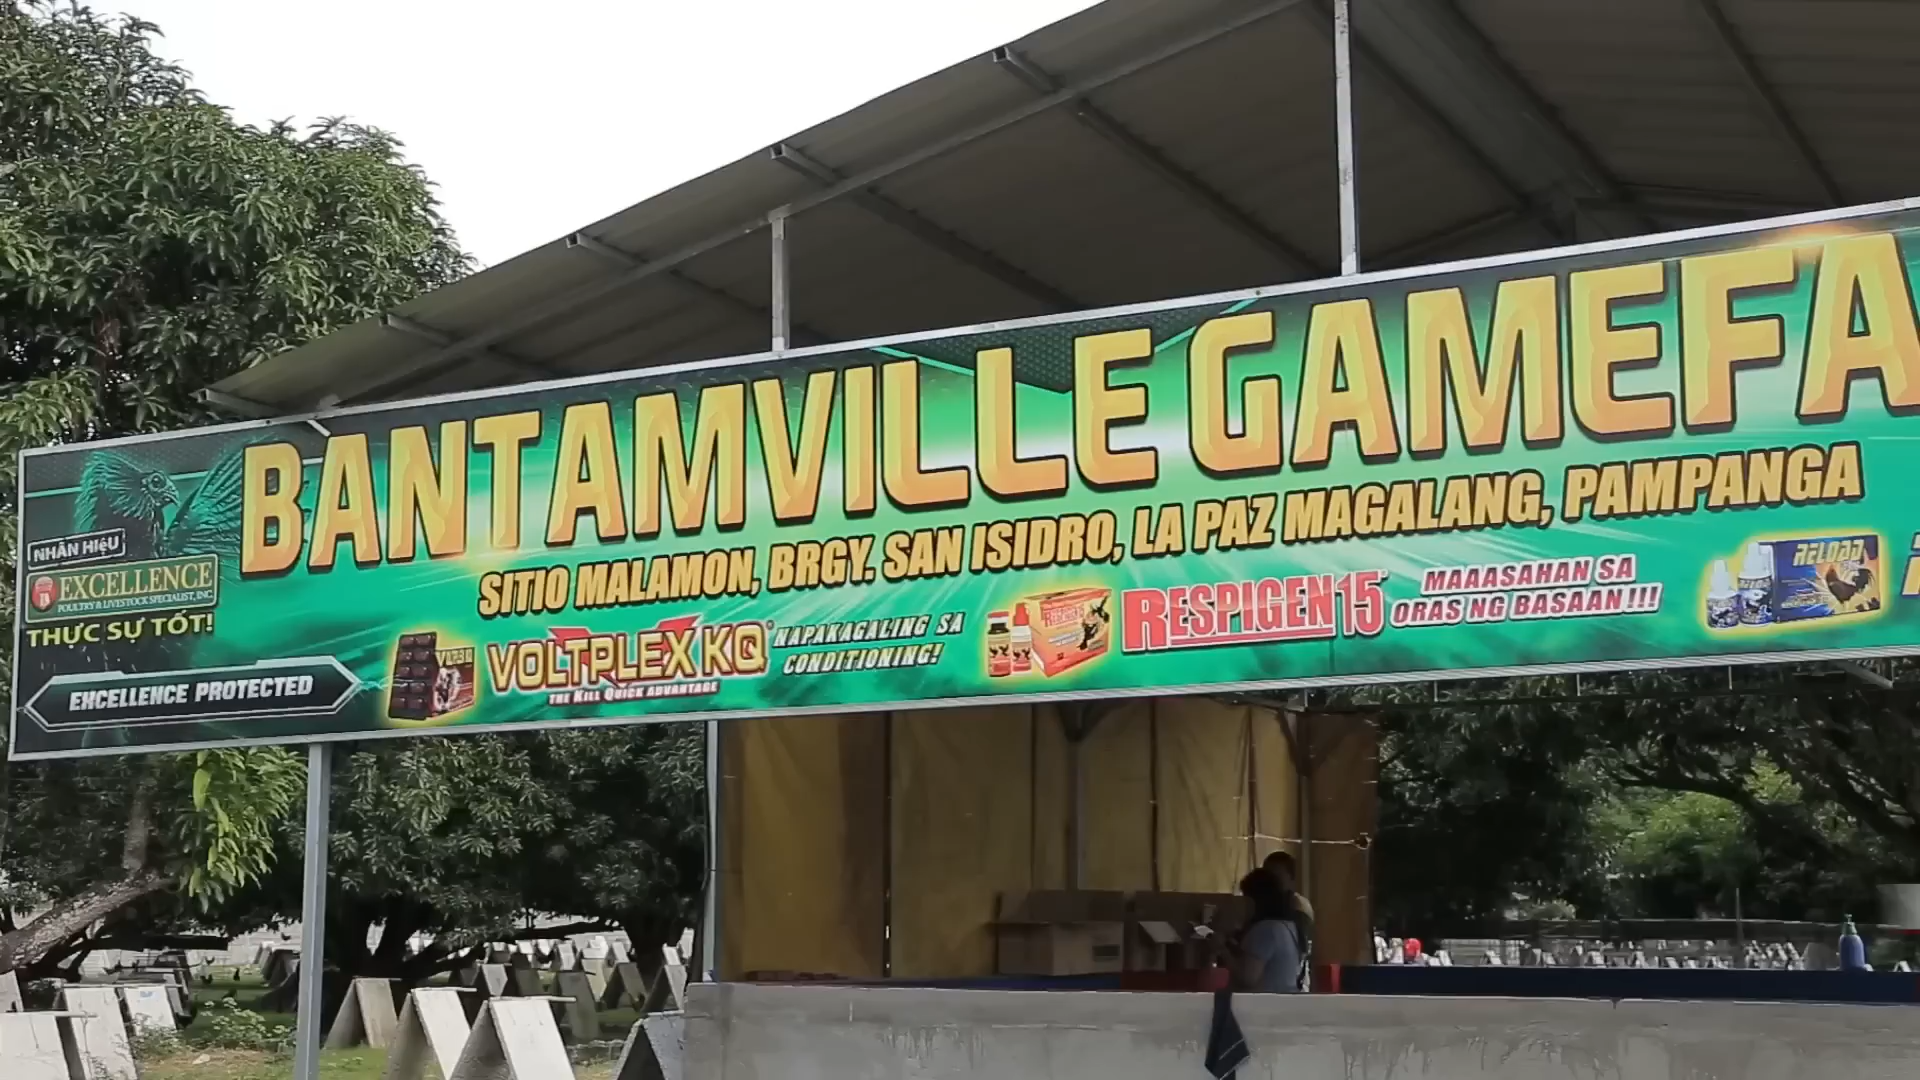 BANTAMVILLE GAMEFA
SITIO MALAMON, BRGY. SAN ISIDRO, LA PAZ MAGALANG, PAMPANGA
NHÃN HIỆU
EXCELLENCE
POULTRY & LIVESTOCK SPECIALIST, INC.
THỰC SỰ TỐT!
EXCELLENCE PROTECTED
VOLTPLEX KQ
THE KILL QUICK ADVANTAGE
NAPAKAGALING SA
CONDITIONING!
RESPIGEN 15
MAAASAHAN SA
ORAS NG BASAAN!!!
RELOAD